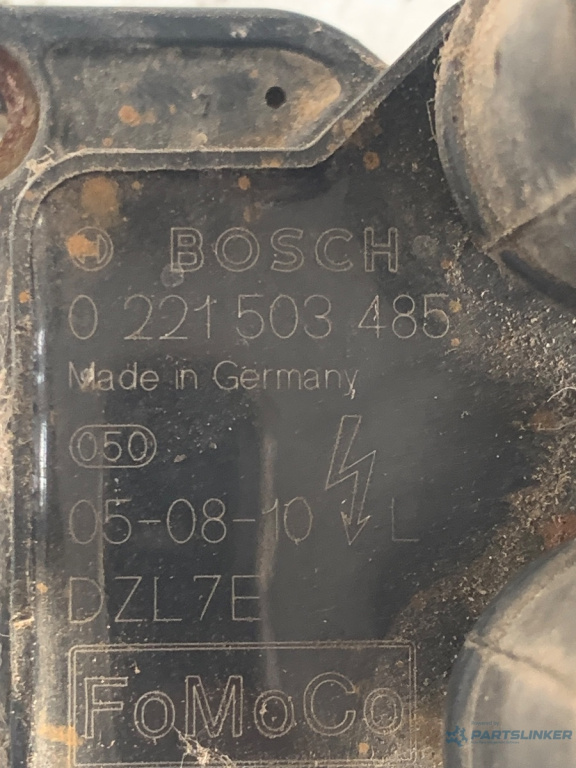 BOSCH
0 221 503 485
Made in Germany
050
05-08-10 L
DZL7E
FoMoCo
PARTSLINKER